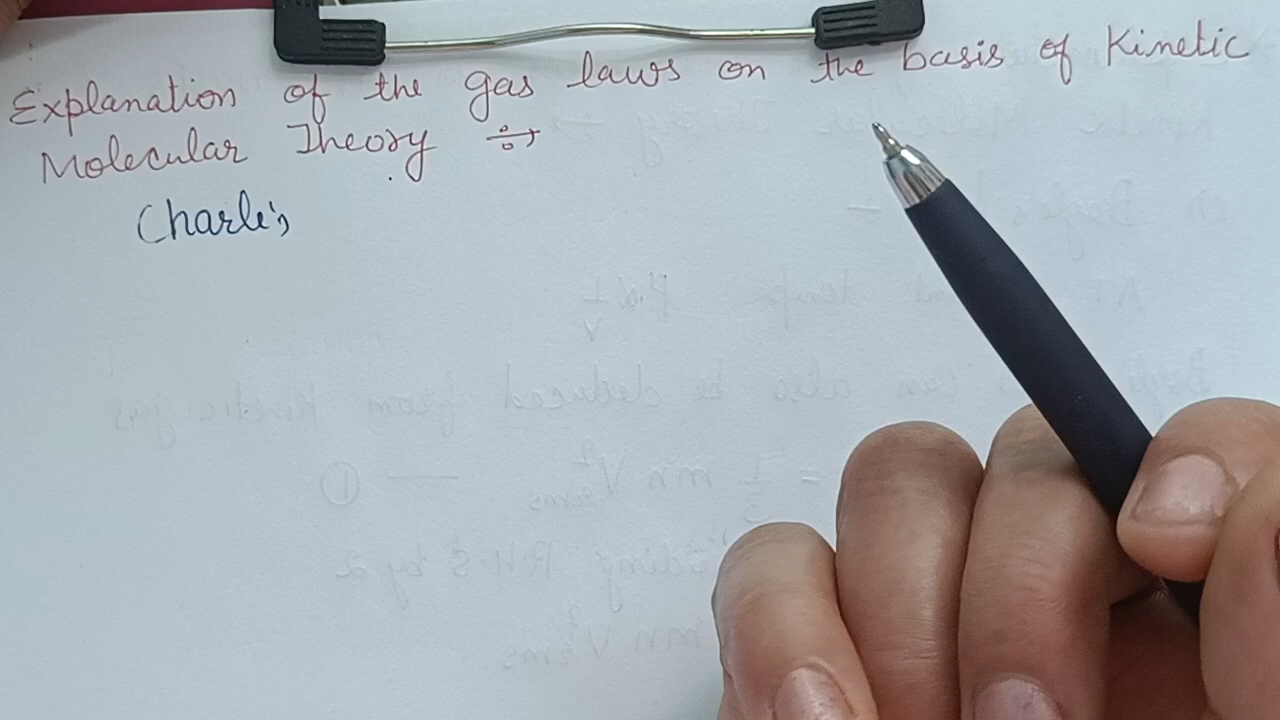 Explanation of the gas laws on the basis of Kinetic
Molecular Theory ÷
Charle's